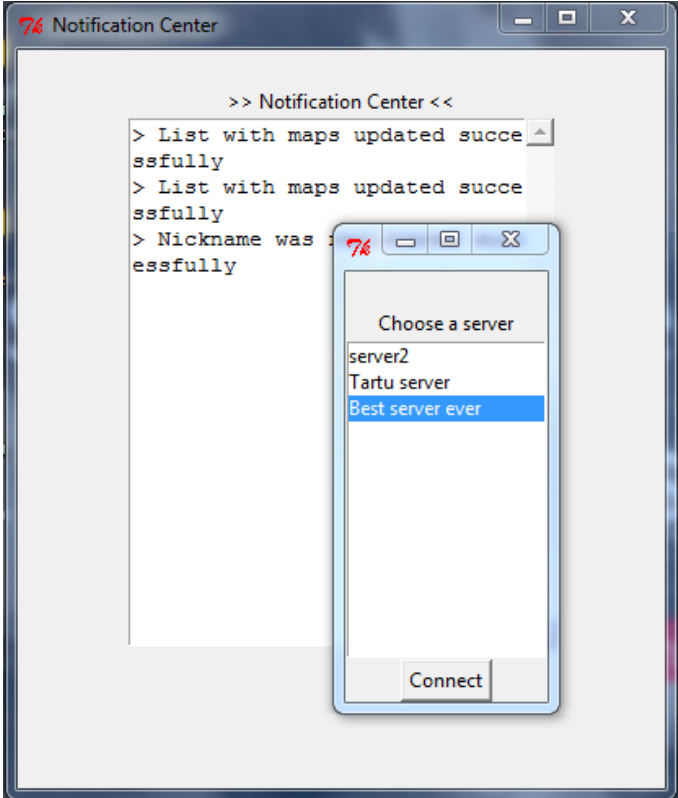 Notification Center
>> Notification Center <<
> List with maps updated succe
ssfully
> List with maps updated succe
ssfully
> Nickname was
essfully
Choose a server
server2
Tartu server
Best server ever
Connect